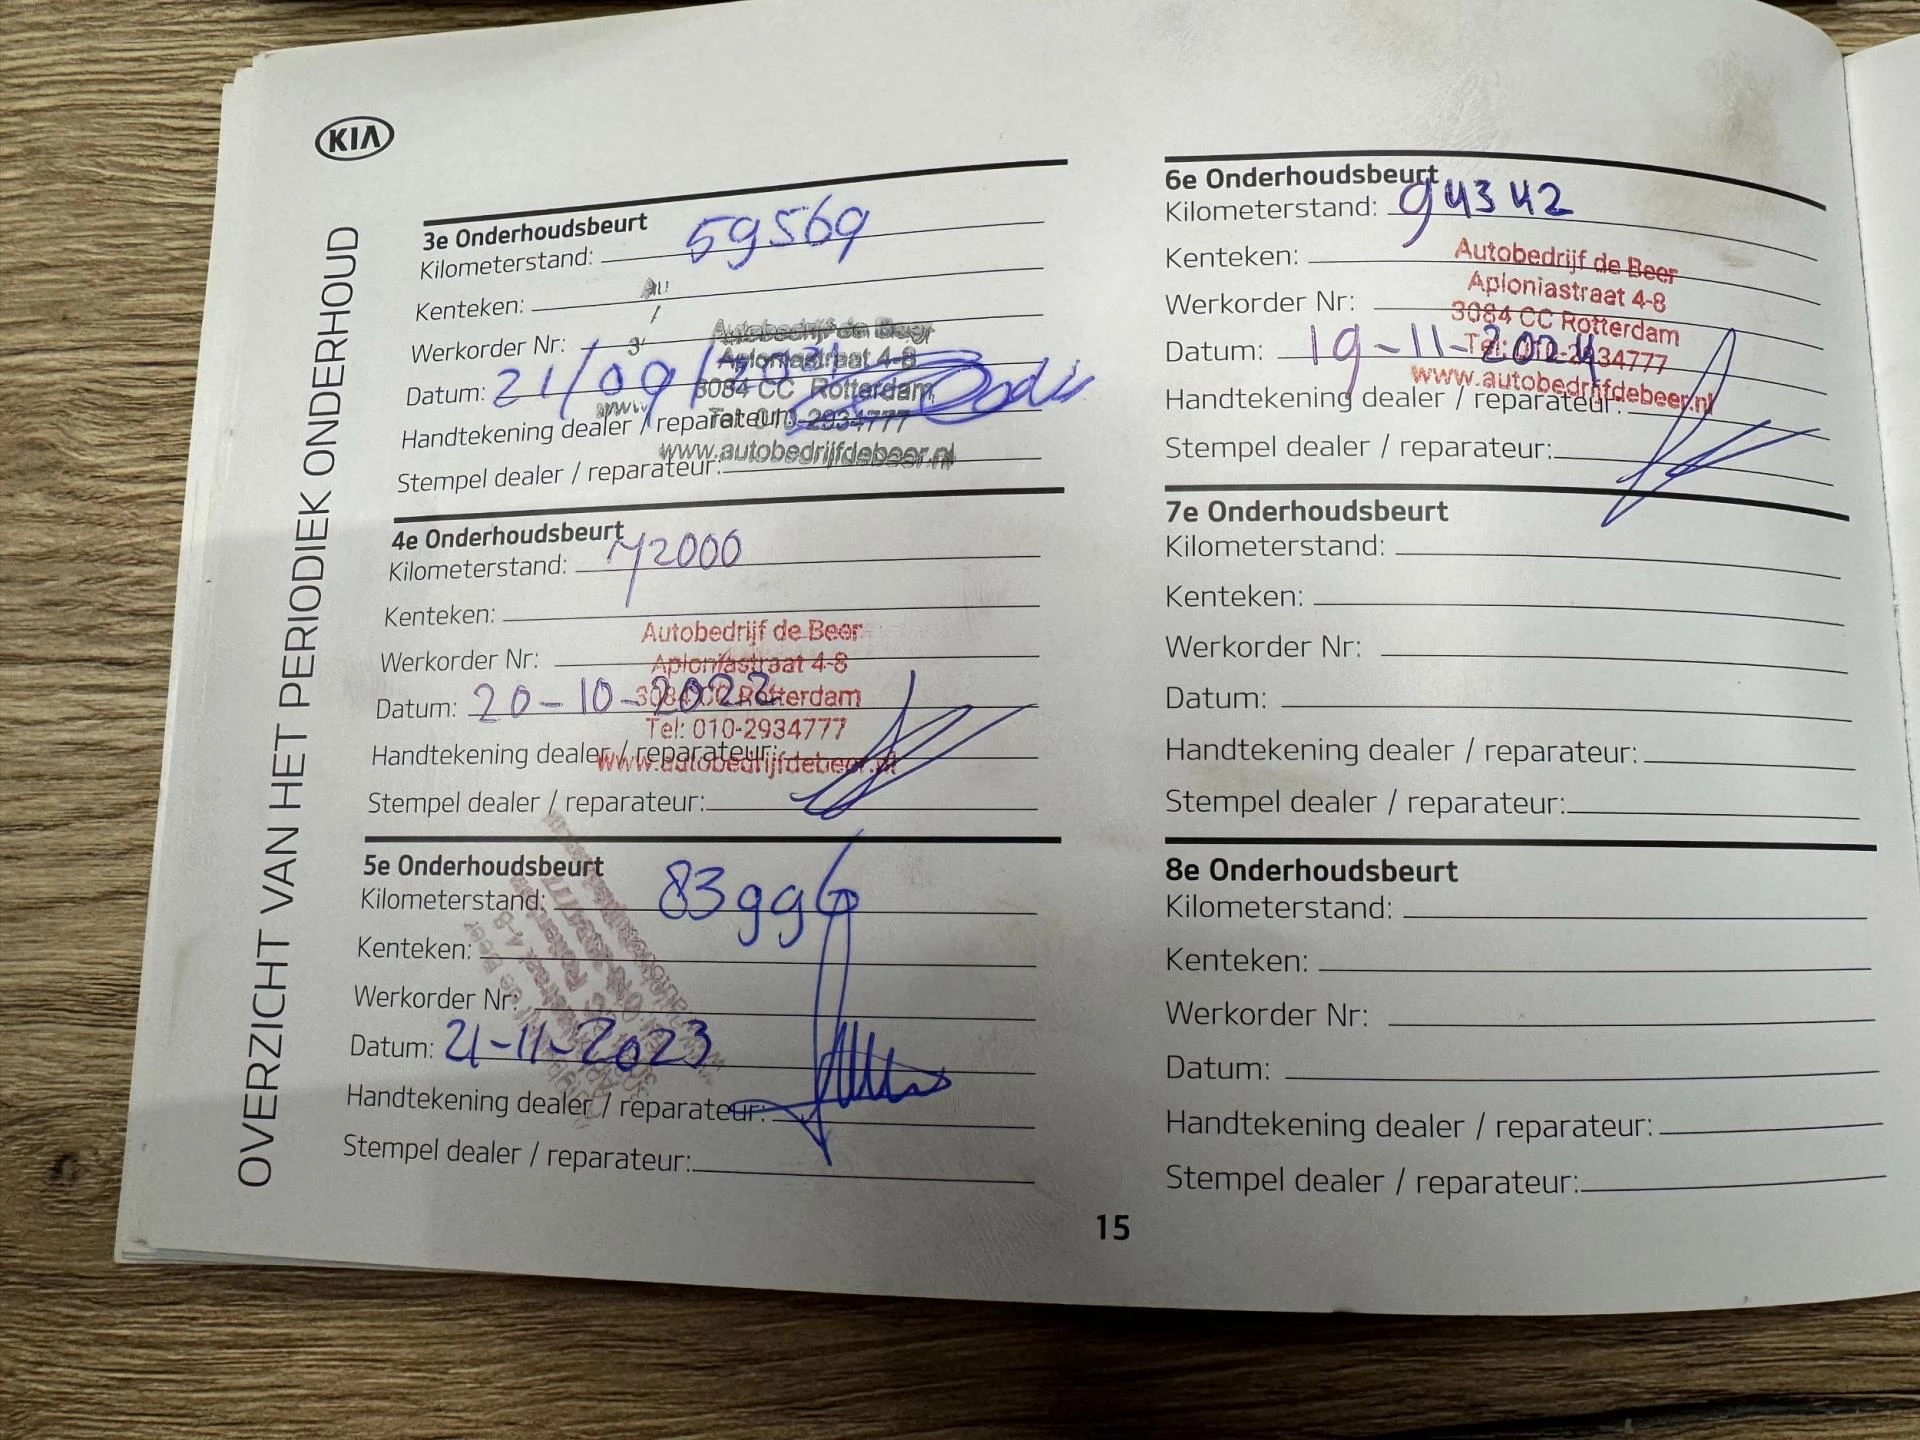 KIA
OVERZICHT VAN HET PERIODIEK ONDERHOUD
3e Onderhoudsbeurt
Kilometerstand: 59569
Kenteken:
Werkorder Nr:
Autobedrijf de Beer
Aploniastraat 4-8
Datum: 21/09/
3084 CC Rotterdam
Handtekening dealer / reparateur:
Tel: 010-2934777
www.autobedrijfdebeer.nl
Stempel dealer / reparateur:
4e Onderhoudsbeurt
Kilometerstand: 72000
Kenteken:
Autobedrijf de Beer
Werkorder Nr:
Aploniastraat 4-8
Datum: 20-10-2022
3084 CC Rotterdam
Tel: 010-2934777
Handtekening dealer / reparateur:
www.autobedrijfdebeer.nl
Stempel dealer / reparateur:
5e Onderhoudsbeurt
Kilometerstand: 83996
Kenteken:
Werkorder Nr:
Datum: 21-11-2023
Handtekening dealer / reparateur:
Stempel dealer / reparateur:
6e Onderhoudsbeurt
Kilometerstand: 94342
Kenteken:
Autobedrijf de Beer
Aploniastraat 4-8
Werkorder Nr:
3084 CC Rotterdam
Datum: 19-11-2024
Tel: 010-2934777
www.autobedrijfdebeer.nl
Handtekening dealer / reparateur:
Stempel dealer / reparateur:
7e Onderhoudsbeurt
Kilometerstand:
Kenteken:
Werkorder Nr:
Datum:
Handtekening dealer / reparateur:
Stempel dealer / reparateur:
8e Onderhoudsbeurt
Kilometerstand:
Kenteken:
Werkorder Nr:
Datum:
Handtekening dealer / reparateur:
Stempel dealer / reparateur:
15